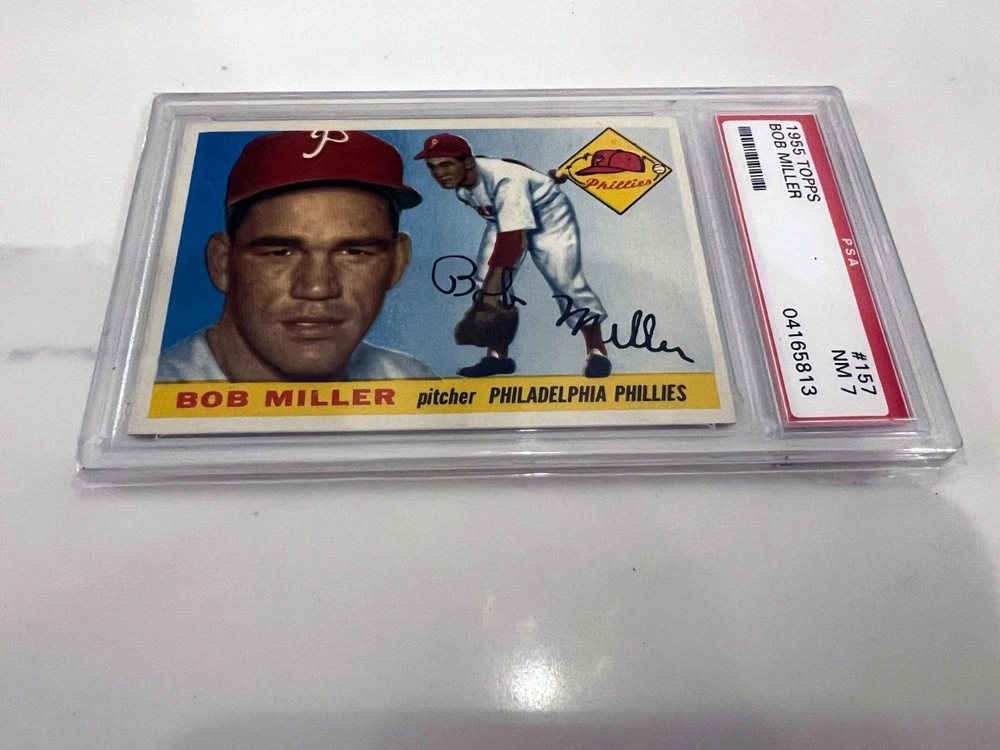 P
P
Phillies
Bob Miller
BOB MILLER pitcher PHILADELPHIA PHILLIES
1955 TOPPS
BOB MILLER
PSA
#157
NM 7
04165813